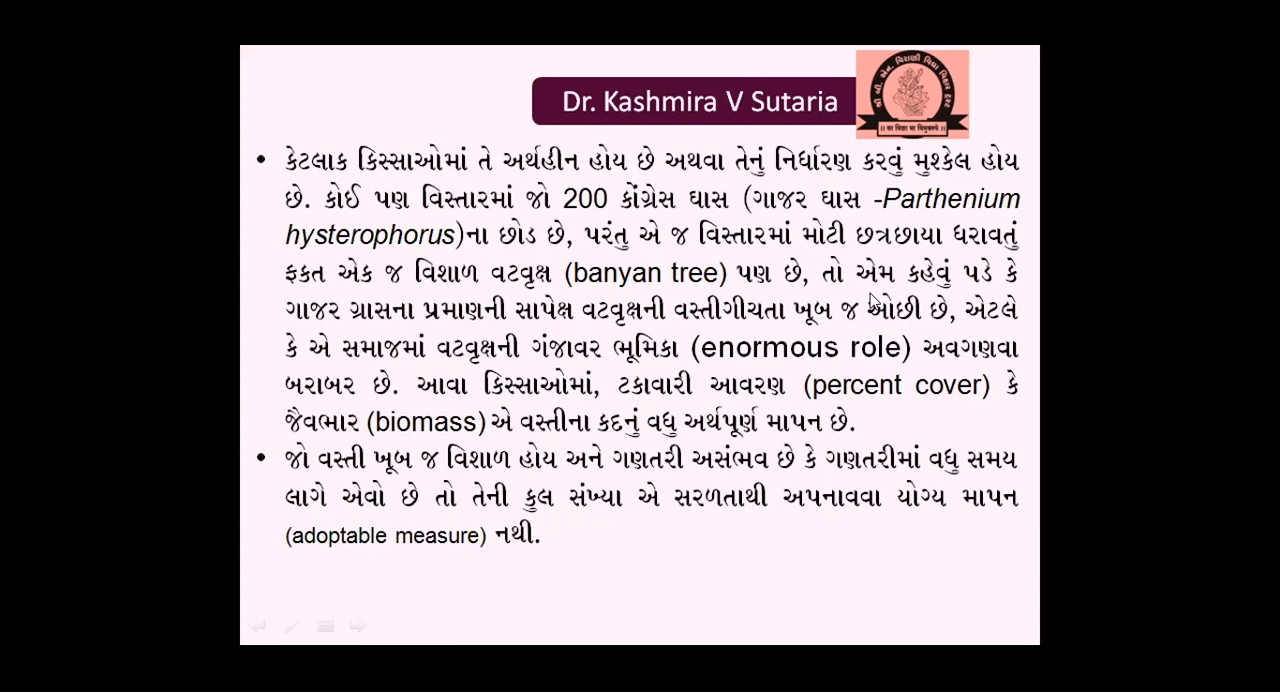 Dr. Kashmira V Sutaria
શ્રી વી. એન. વિરાણી વિદ્યા વિહાર ટ્રસ્ટ
|| सा विद्या या विमुक्तये ||
• કેટલાક કિસ્સાઓમાં તે અર્થહીન હોય છે અથવા તેનું નિર્ધારણ કરવું મુશ્કેલ હોય
છે. કોઈ પણ વિસ્તારમાં જો 200 કોંગ્રેસ ઘાસ (ગાજર ઘાસ -Parthenium
hysterophorus)ના છોડ છે, પરંતુ એ જ વિસ્તારમાં મોટી છત્રછાયા ધરાવતું
ફકત એક જ વિશાળ વટવૃક્ષ (banyan tree) પણ છે, તો એમ કહેવું પડે કે
ગાજર ગ્રાસના પ્રમાણની સાપેક્ષ વટવૃક્ષની વસ્તીગીચતા ખૂબ જ ઓછી છે, એટલે
કે એ સમાજમાં વટવૃક્ષની ગંજાવર ભૂમિકા (enormous role) અવગણવા
બરાબર છે. આવા કિસ્સાઓમાં, ટકાવારી આવરણ (percent cover) કે
જૈવભાર (biomass) એ વસ્તીના કદનું વધુ અર્થપૂર્ણ માપન છે.
• જો વસ્તી ખૂબ જ વિશાળ હોય અને ગણતરી અસંભવ છે કે ગણતરીમાં વધુ સમય
લાગે એવો છે તો તેની કુલ સંખ્યા એ સરળતાથી અપનાવવા યોગ્ય માપન
(adoptable measure) નથી.